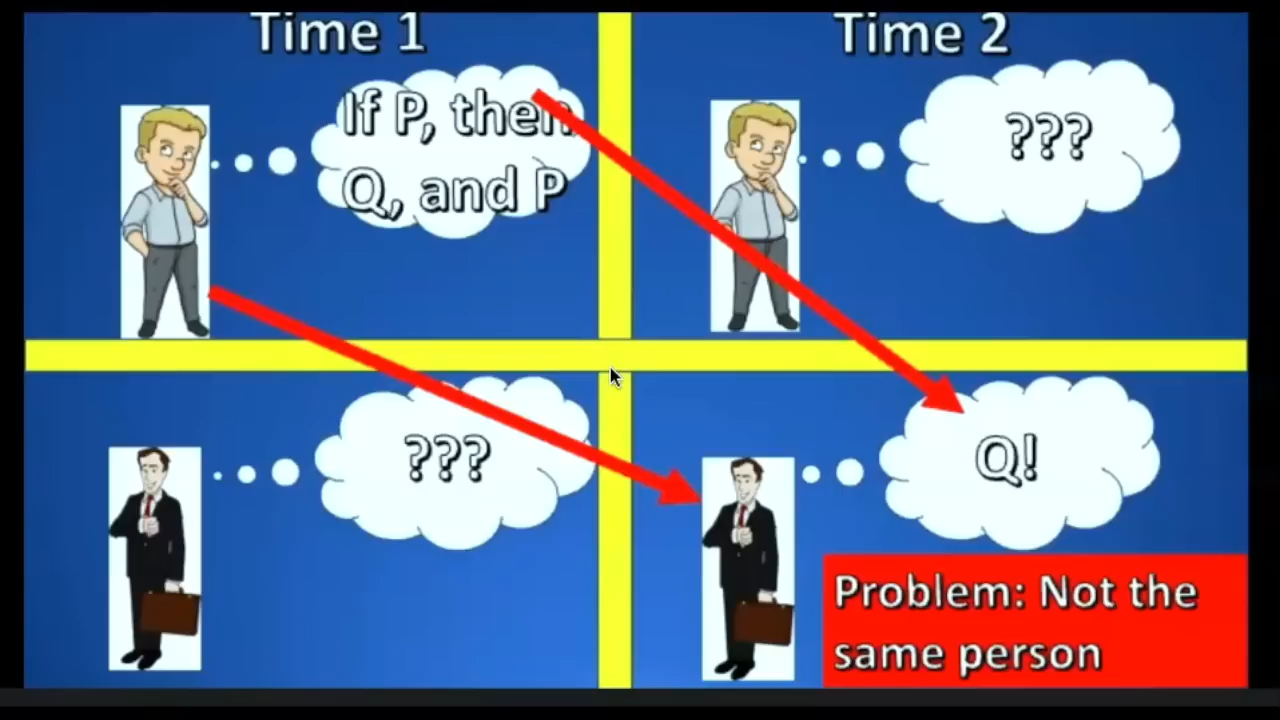 Time 1
Time 2
If P, then
Q, and P
???
???
Q!
Problem: Not the
same person